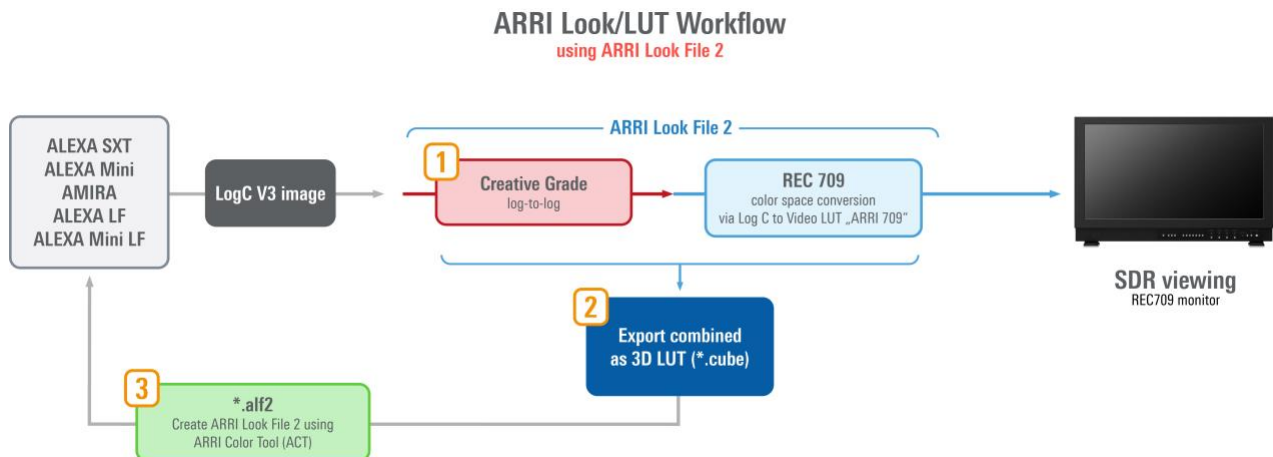 ARRI Look/LUT Workflow
using ARRI Look File 2
ARRI Look File 2
ALEXA SXT
ALEXA Mini
AMIRA
ALEXA LF
ALEXA Mini LF
LogC V3 image
1
Creative Grade
log-to-log
REC 709
color space conversion
via Log C to Video LUT „ARRI 709"
SDR viewing
REC709 monitor
2
Export combined
as 3D LUT (*.cube)
3
*.alf2
Create ARRI Look File 2 using
ARRI Color Tool (ACT)